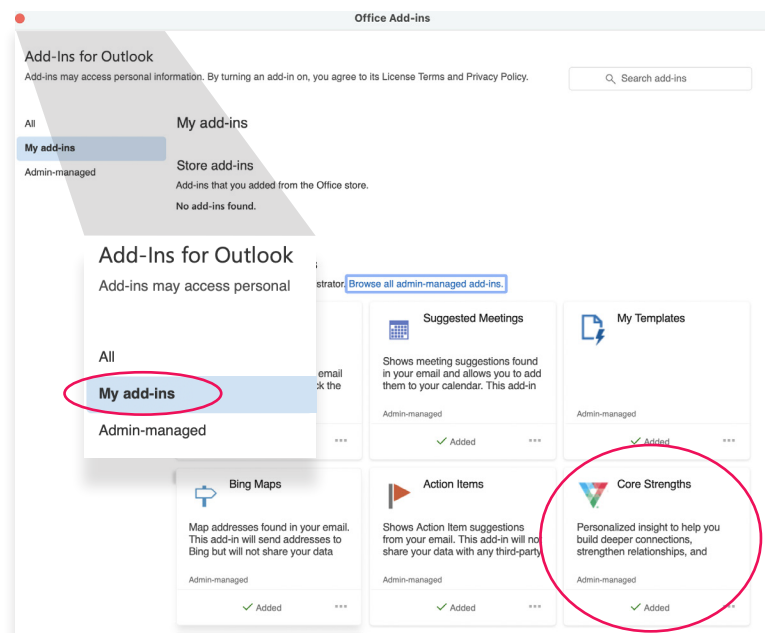 Office Add-ins
Add-Ins for Outlook
Add-ins may access personal information. By turning an add-in on, you agree to its License Terms and Privacy Policy.
Search add-ins
All
My add-ins
Admin-managed
My add-ins
Store add-ins
Add-ins that you added from the Office store.
No add-ins found.
Browse all admin-managed add-ins.
Add-Ins for Outlook
Add-ins may access personal
All
My add-ins
Admin-managed
email
the
Suggested Meetings
Shows meeting suggestions found
in your email and allows you to add
them to your calendar. This add-in
Admin-managed
Added
My Templates
Admin-managed
Added
Bing Maps
Map addresses found in your email.
This add-in will send addresses to
Bing but will not share your data
Admin-managed
Added
Action Items
Shows Action Item suggestions
from your email. This add-in will not
share your data with any third-party
Admin-managed
Added
Core Strengths
Personalized insight to help you
build deeper connections,
strengthen relationships, and
Admin-managed
Added